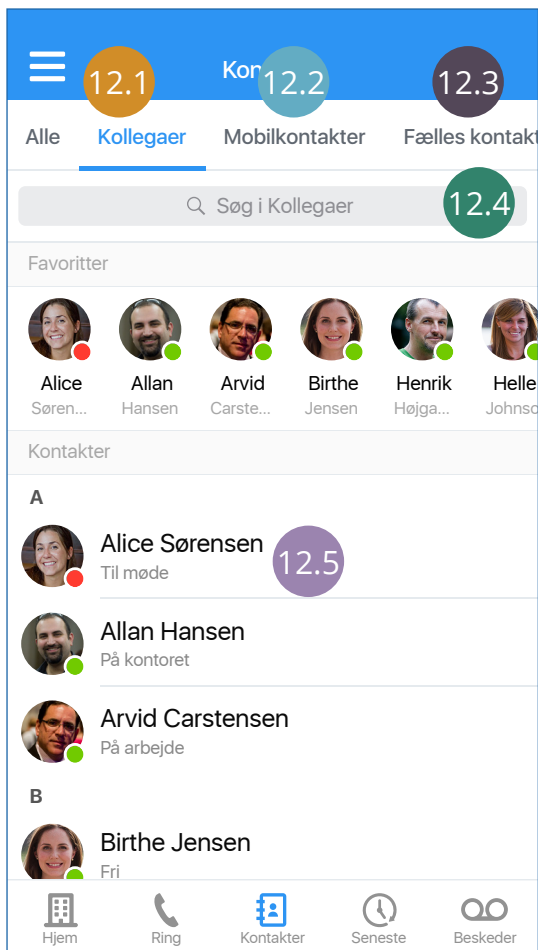 12.1
Kon
12.2
12.3
Alle Kollegaer Mobilkontakter Fælles kontakt
Søg i Kollegaer
12.4
Favoritter
Alice Allan Arvid Birthe Henrik Helle
Søren... Hansen Carste... Jensen Højga... Johnso
Kontakter
A
Alice Sørensen
12.5
Til møde
Allan Hansen
På kontoret
Arvid Carstensen
På arbejde
B
Birthe Jensen
Fri
Hjem Ring Kontakter Seneste Beskeder